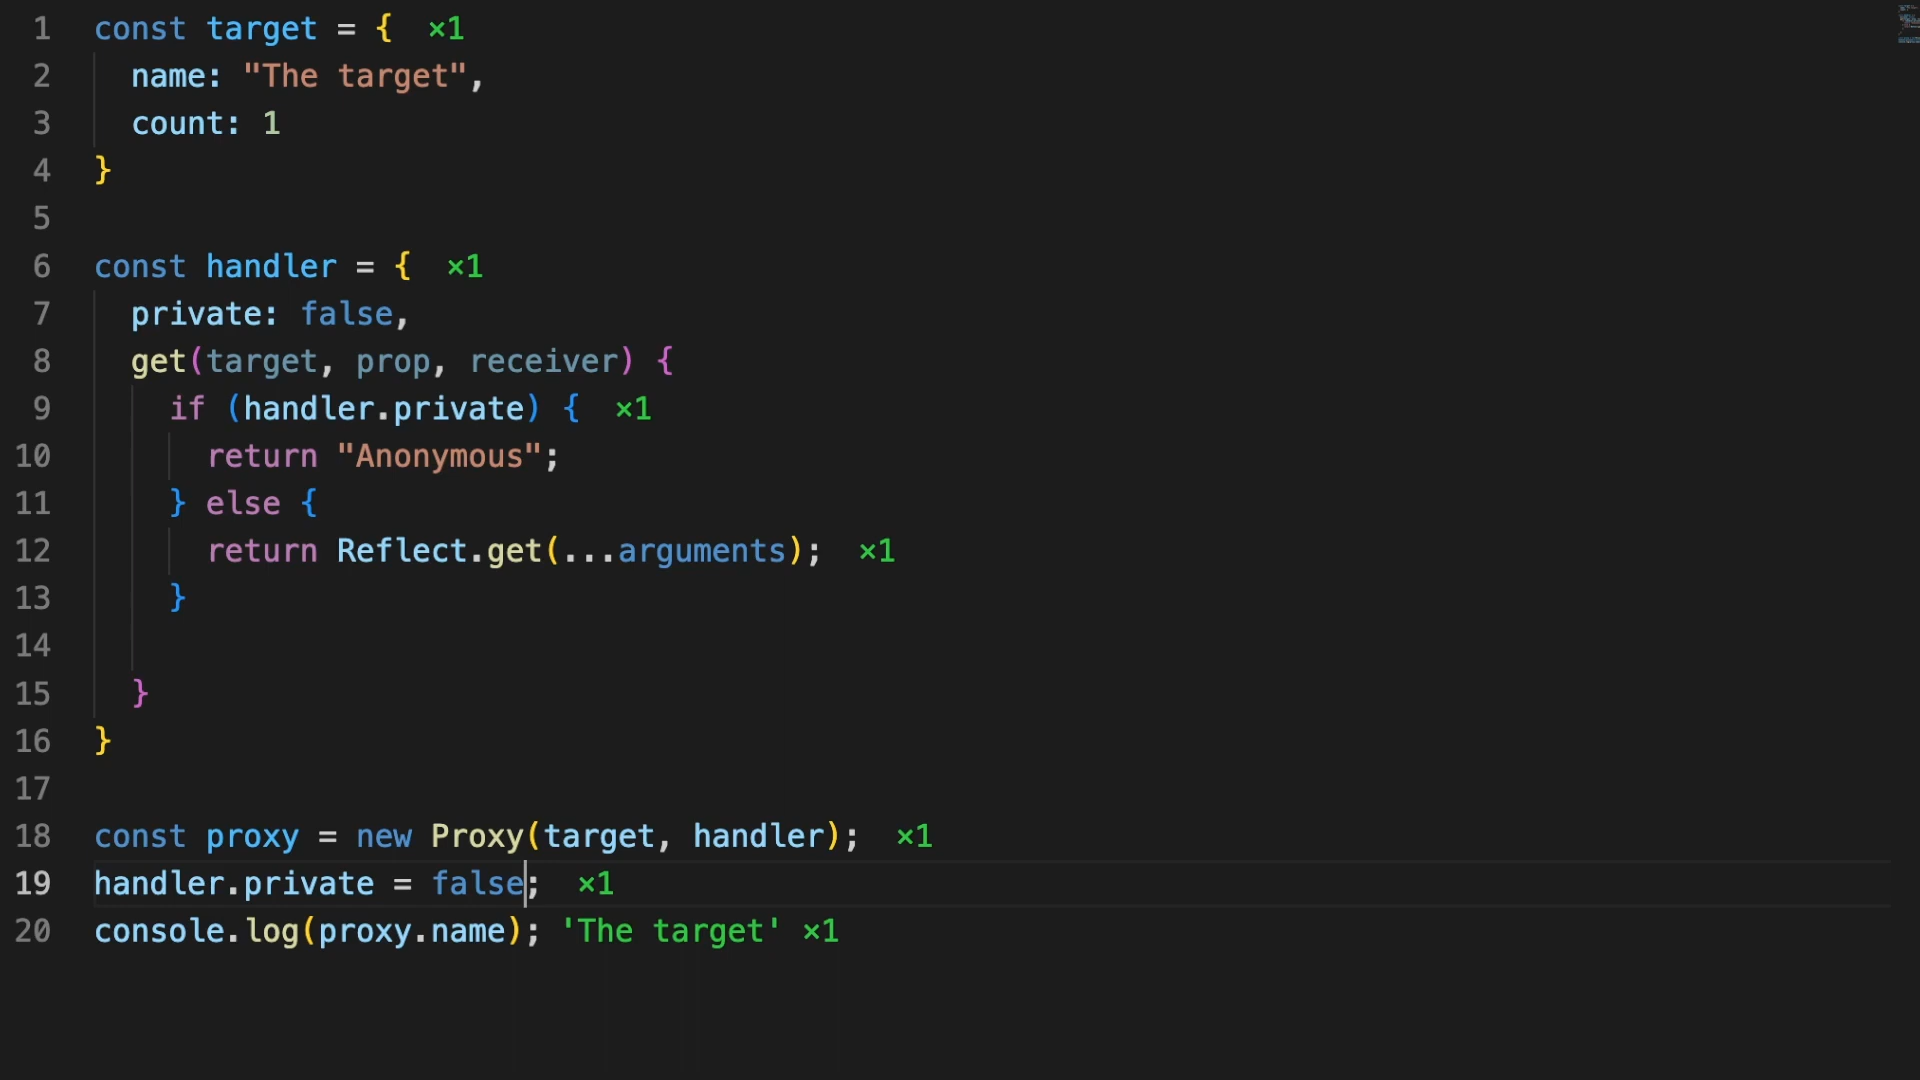 1 const target = { ×1
2 name: "The target",
3 count: 1
4 }
5
6 const handler = { ×1
7 private: false,
8 get(target, prop, receiver) {
9 if (handler.private) { ×1
10 return "Anonymous";
11 } else {
12 return Reflect.get(...arguments); ×1
13 }
14
15 }
16 }
17
18 const proxy = new Proxy(target, handler); ×1
19 handler.private = false; ×1
20 console.log(proxy.name); 'The target' ×1